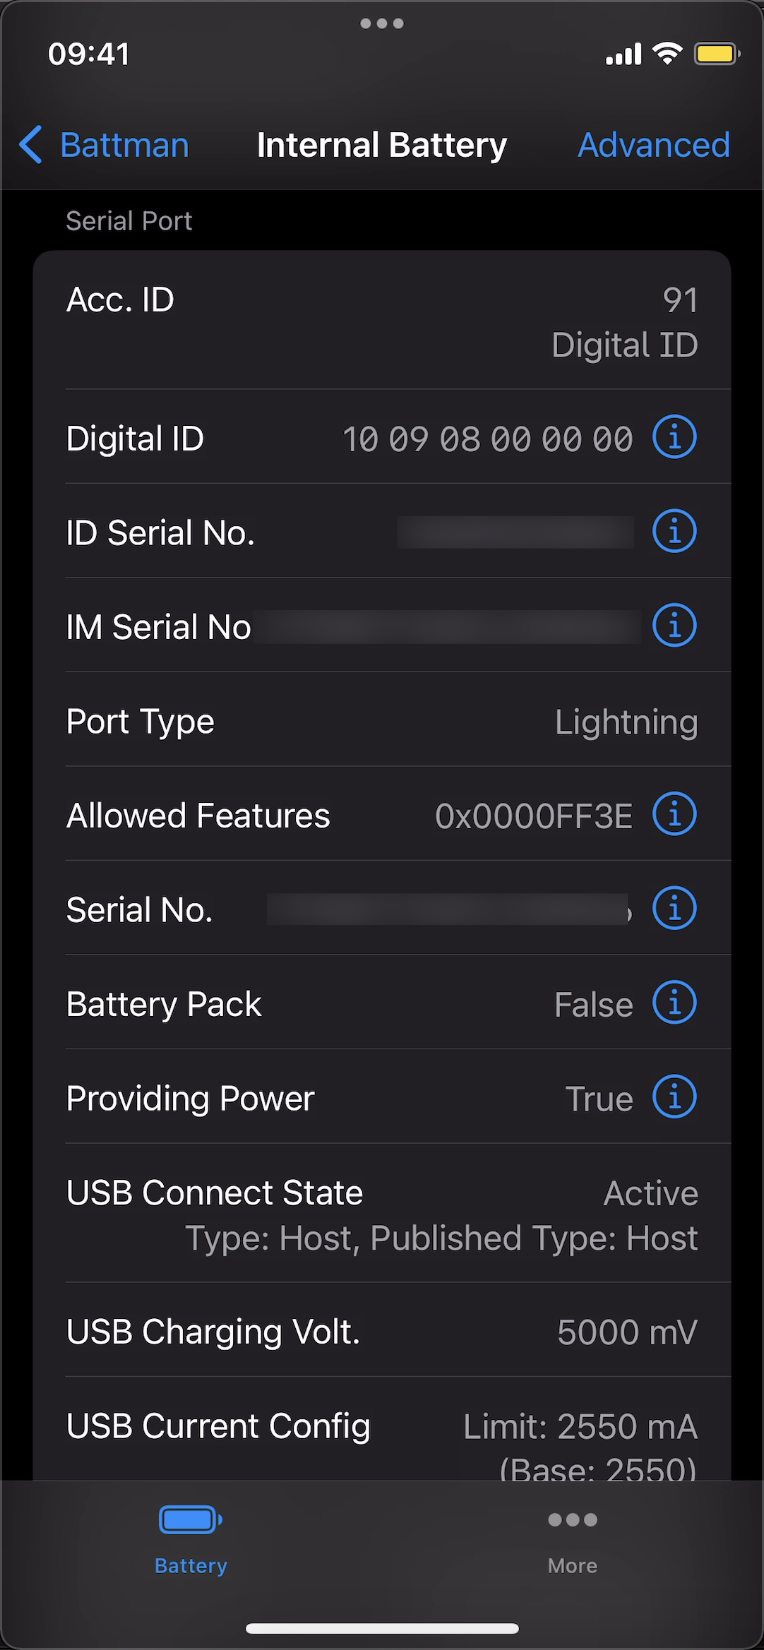 09:41
Battman
Internal Battery
Advanced
Serial Port
Acc. ID
91
Digital ID
Digital ID
10 09 08 00 00 00
ID Serial No.
IM Serial No
Port Type
Lightning
Allowed Features
0x0000FF3E
Serial No.
Battery Pack
False
Providing Power
True
USB Connect State
Active
Type: Host, Published Type: Host
USB Charging Volt.
5000 mV
USB Current Config
Limit: 2550 mA
(Base: 2550)
Battery
More